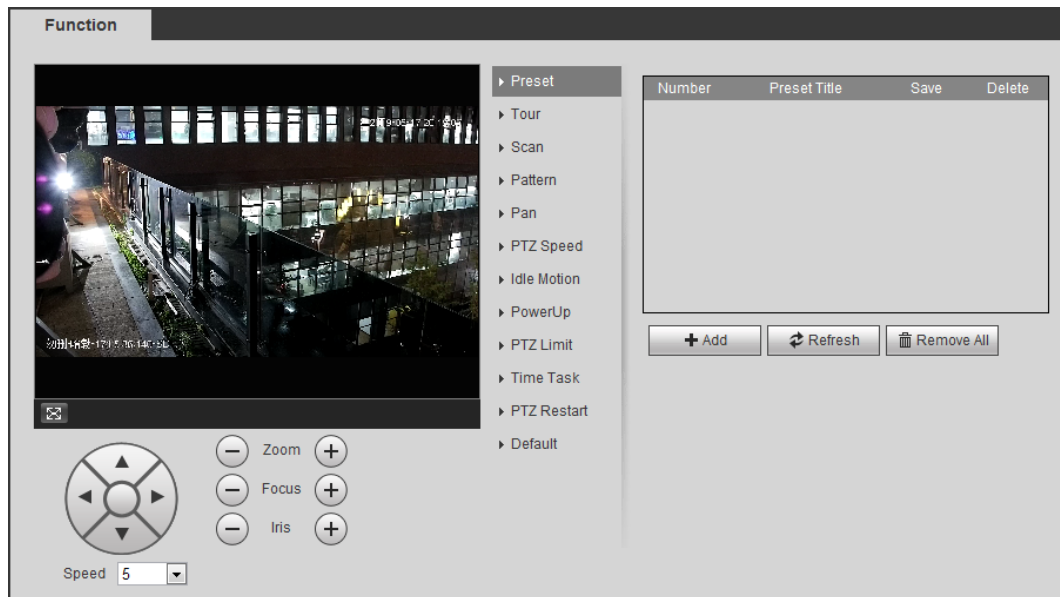 Function
Preset
Tour
Scan
Pattern
Pan
PTZ Speed
Idle Motion
PowerUp
PTZ Limit
Time Task
PTZ Restart
Default
Number Preset Title Save Delete
Add Refresh Remove All
Zoom
Focus
Iris
Speed 5